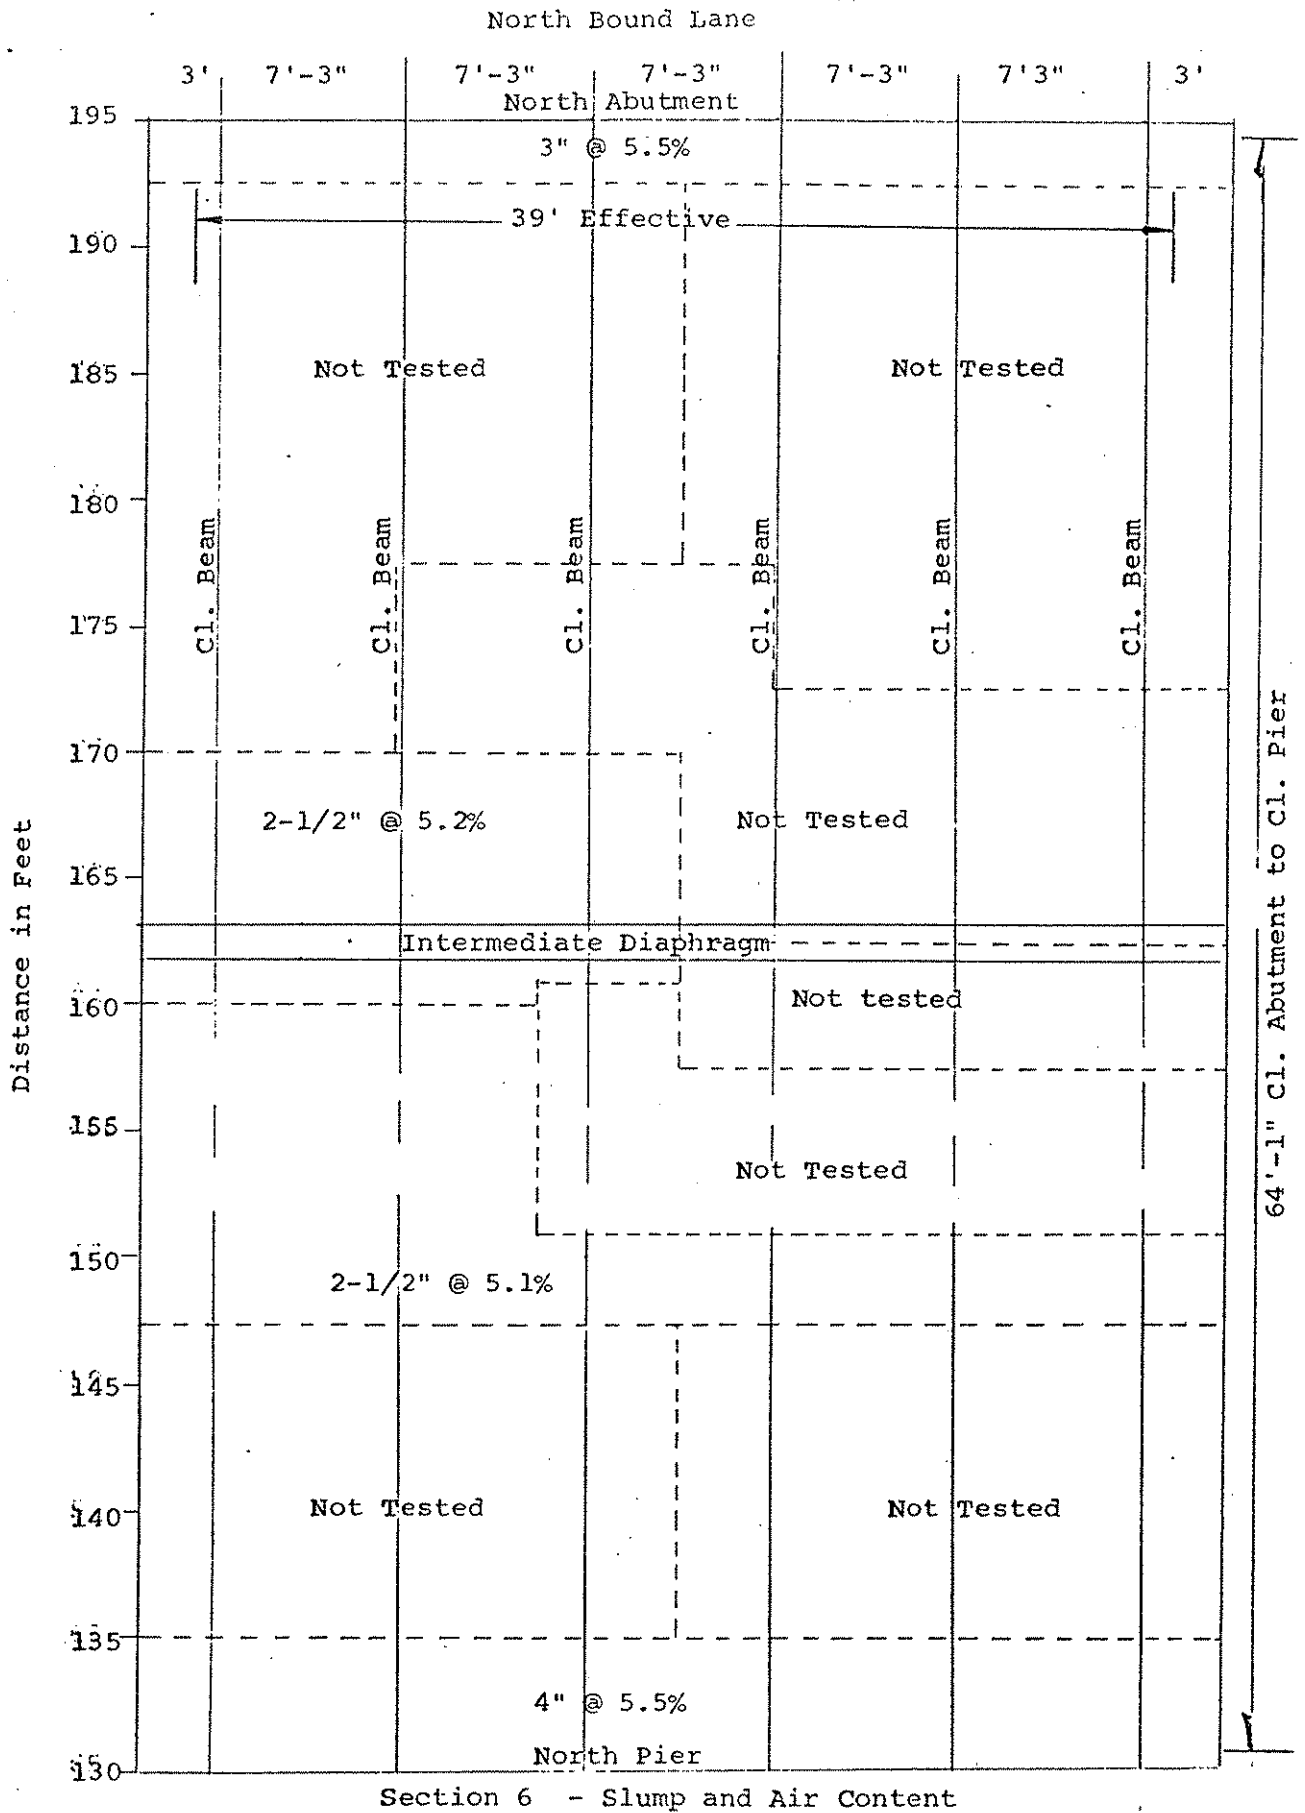 North Bound Lane
3' 7'-3" 7'-3" 7'-3" 7'-3" 7'3" 3'
North Abutment
195
3" @ 5.5%
39' Effective
190
Not Tested Not Tested
185
180
Cl. Beam Cl. Beam Cl. Beam Cl. Beam Cl. Beam Cl. Beam
175
170
2-1/2" @ 5.2% Not Tested
165
Intermediate Diaphragm
Not tested
160
155
Not Tested
150
2-1/2" @ 5.1%
145
Not Tested Not Tested
140
135
4" @ 5.5%
North Pier
130
Distance in Feet
64'-1" Cl. Abutment to Cl. Pier
Section 6 - Slump and Air Content